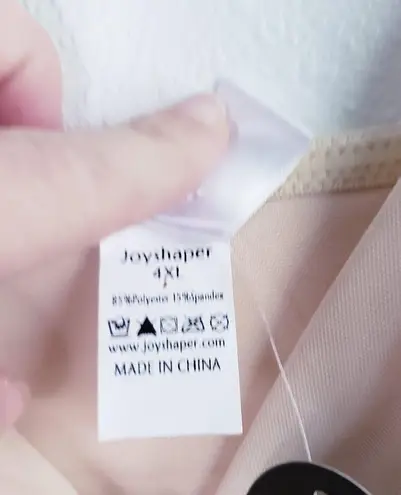 Joyshaper
4XL
85%Polyester 15%Spandex
www.joyshaper.com
MADE IN CHINA